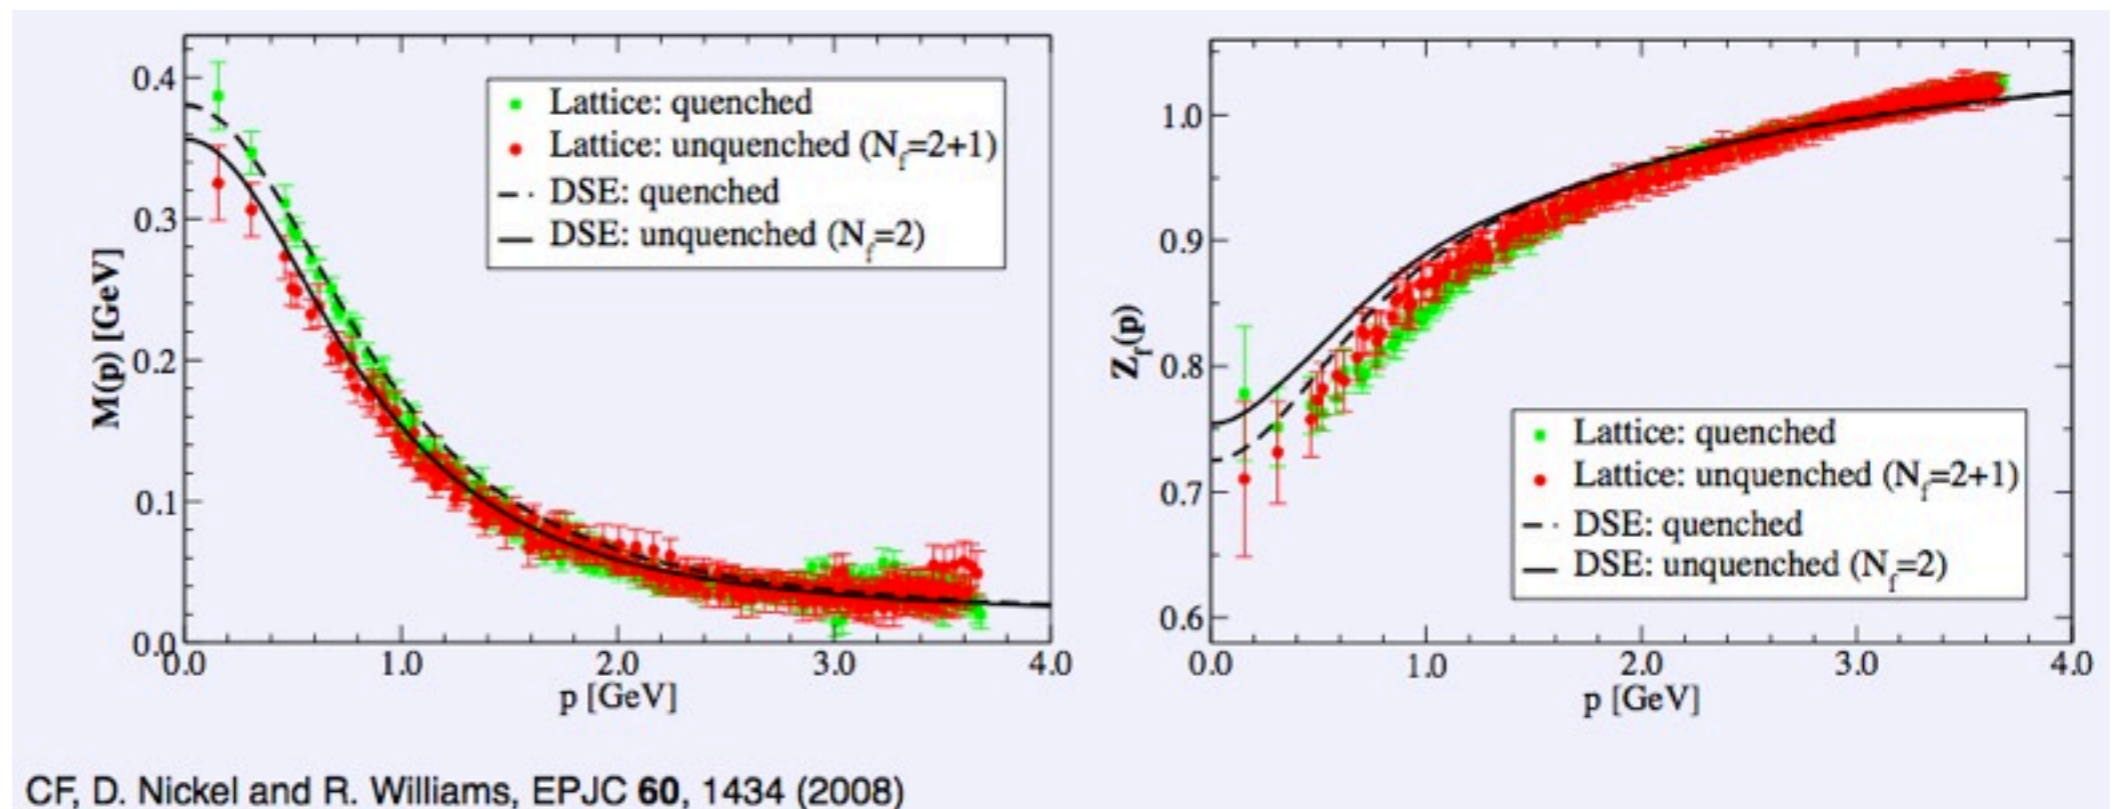 0.4
0.3
0.2
0.1
0.0
M(p) [GeV]
Lattice: quenched
Lattice: unquenched (N_f=2+1)
DSE: quenched
DSE: unquenched (N_f=2)
0.0 1.0 2.0 3.0 4.0
p [GeV]
1.0
0.9
0.8
0.7
0.6
Z_f(p)
Lattice: quenched
Lattice: unquenched (N_f=2+1)
DSE: quenched
DSE: unquenched (N_f=2)
0.0 1.0 2.0 3.0 4.0
p [GeV]
CF, D. Nickel and R. Williams, EPJC 60, 1434 (2008)